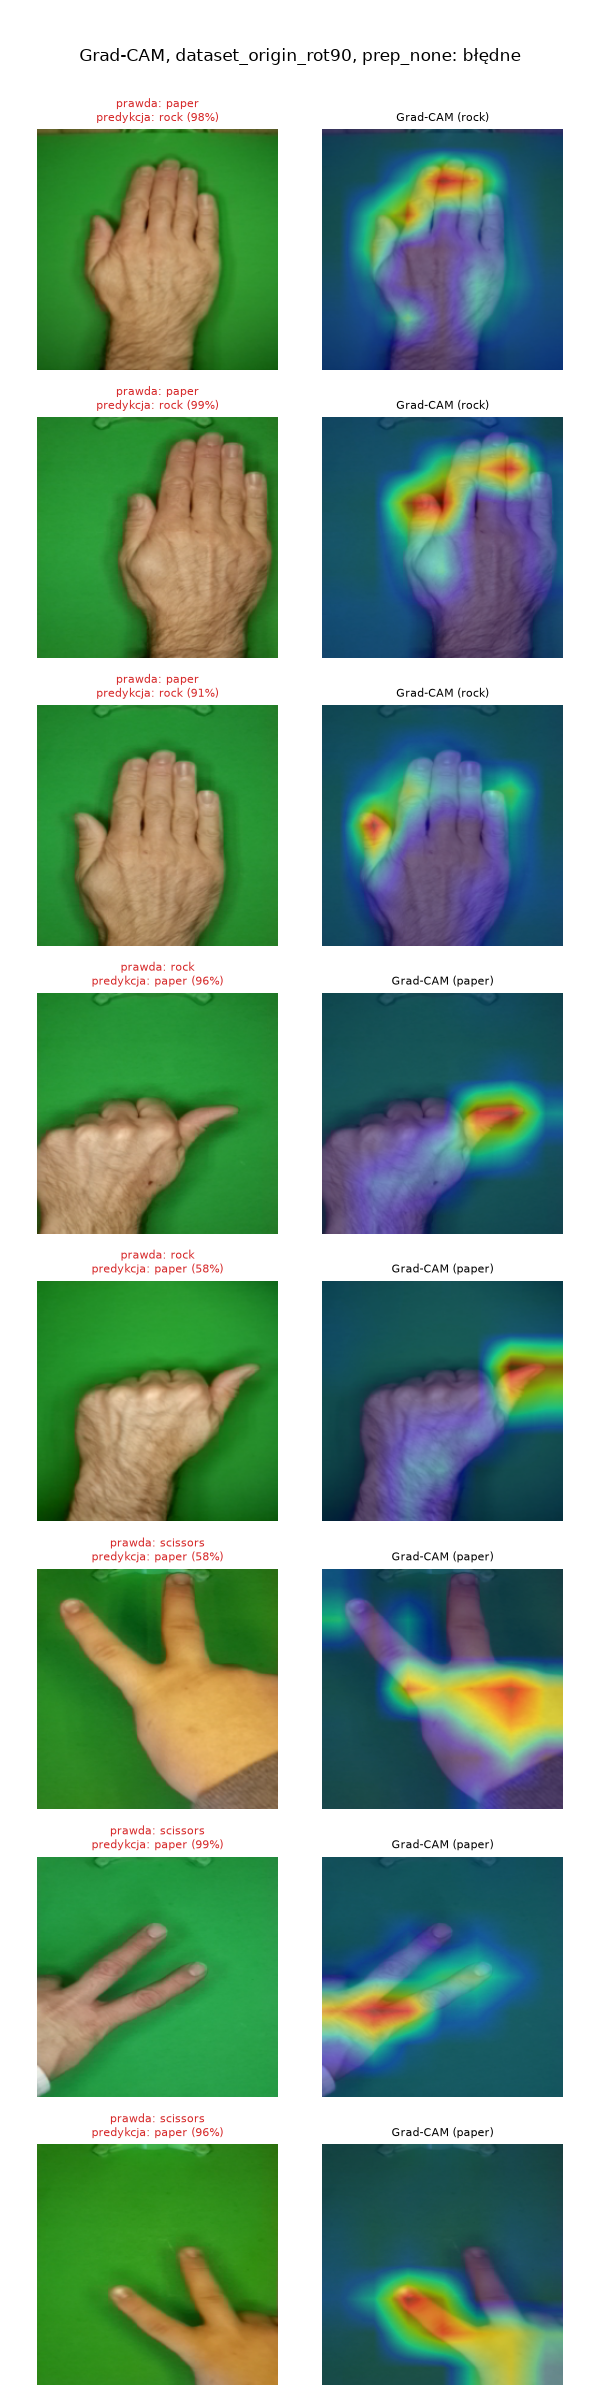 Grad-CAM, dataset_origin_rot90, prep_none: błędne
prawda: paper
predykcja: rock (98%)
Grad-CAM (rock)
prawda: paper
predykcja: rock (99%)
Grad-CAM (rock)
prawda: paper
predykcja: rock (91%)
Grad-CAM (rock)
prawda: rock
predykcja: paper (96%)
Grad-CAM (paper)
prawda: rock
predykcja: paper (58%)
Grad-CAM (paper)
prawda: scissors
predykcja: paper (58%)
Grad-CAM (paper)
prawda: scissors
predykcja: paper (99%)
Grad-CAM (paper)
prawda: scissors
predykcja: paper (96%)
Grad-CAM (paper)